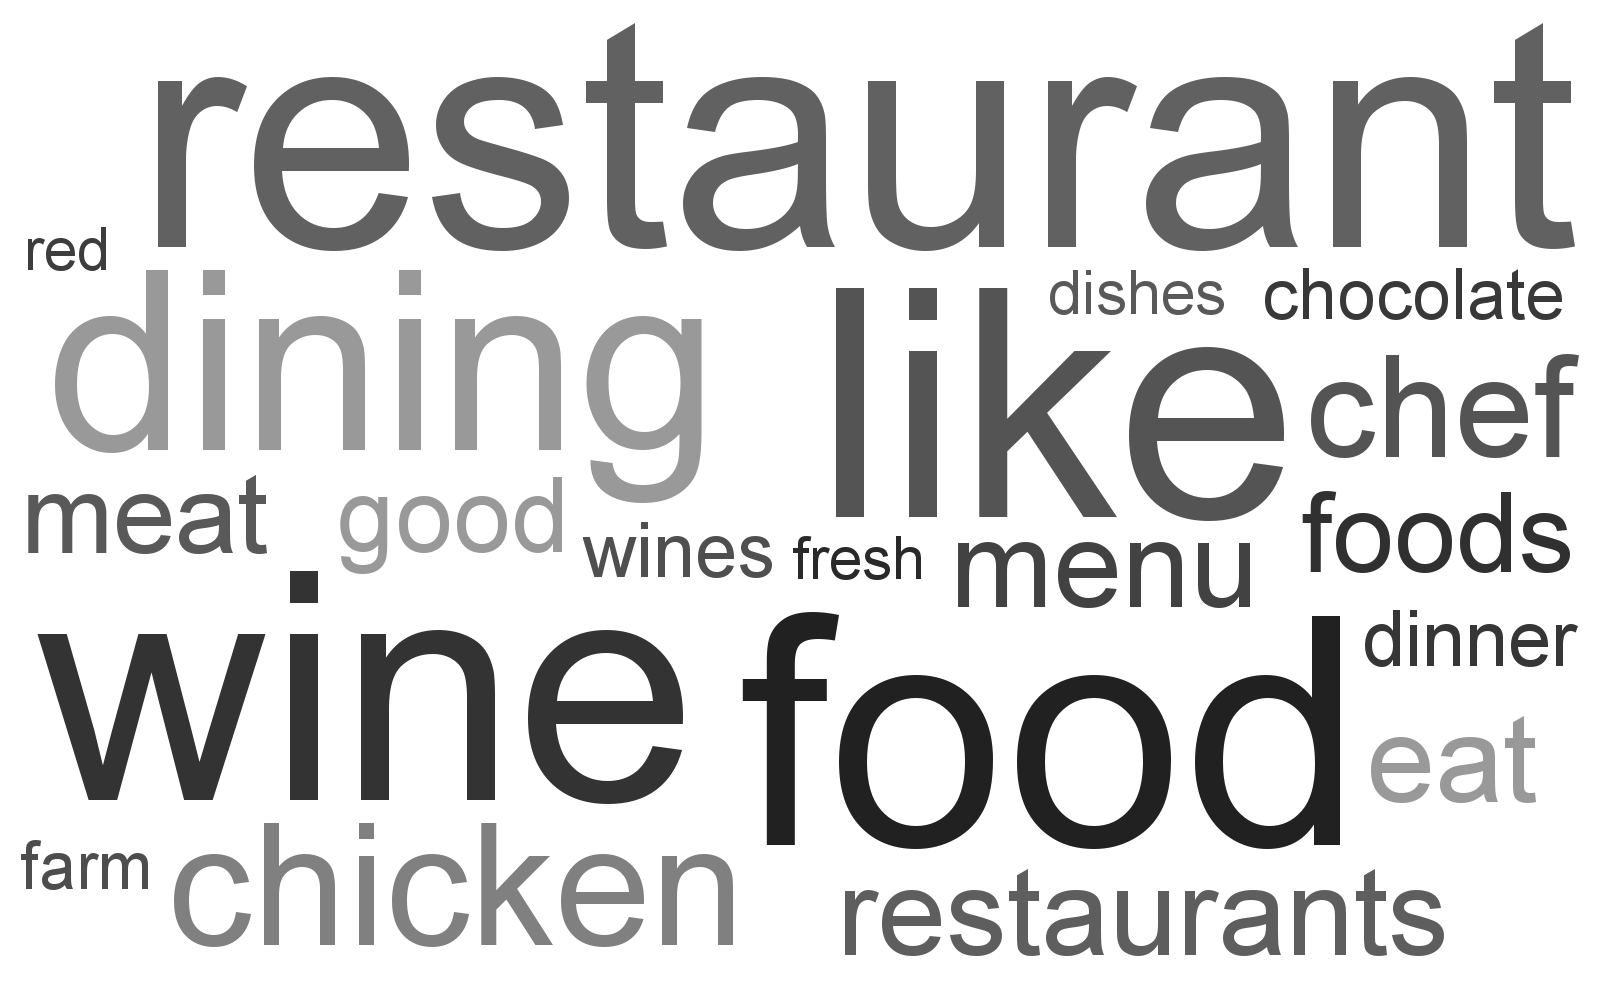 restaurant
red
dining
like
dishes
chocolate
chef
meat
good
wines
fresh
menu
foods
wine
food
dinner
eat
farm
chicken
restaurants